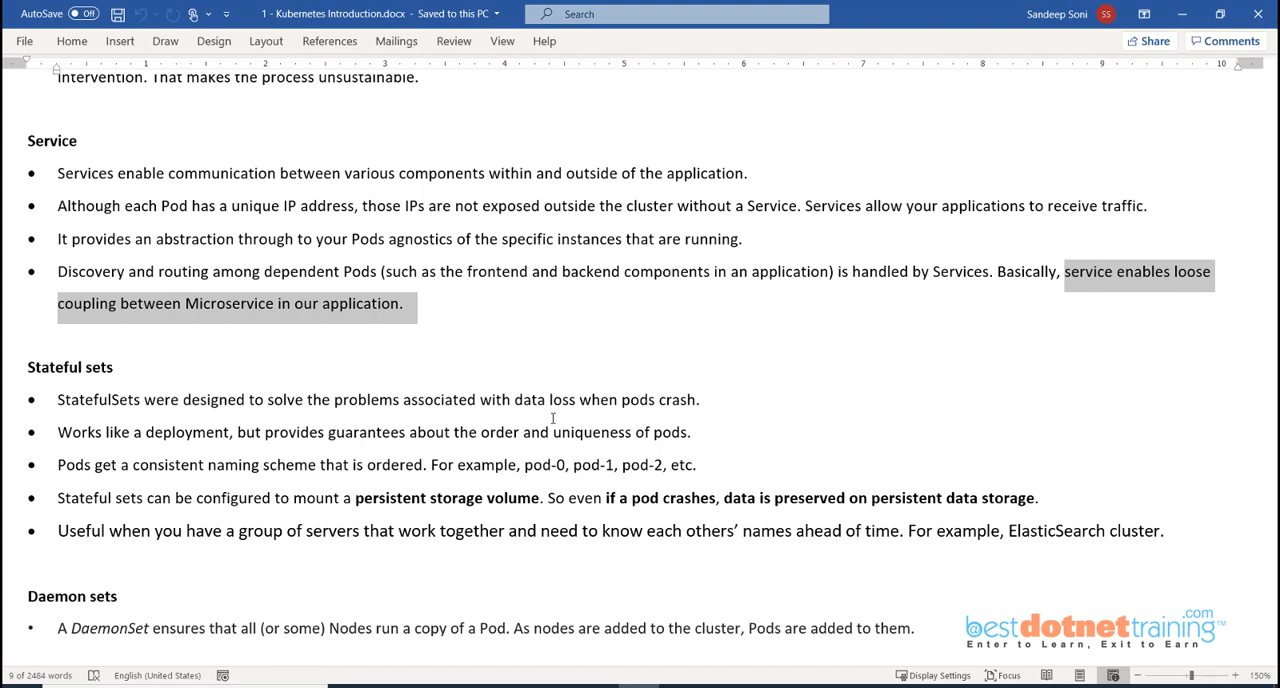 AutoSave Off 1 - Kubernetes Introduction.docx - Saved to this PC Search Sandeep Soni SS
File Home Insert Draw Design Layout References Mailings Review View Help Share Comments
1 2 3 4 5 6 7 8 9 10
intervention. That makes the process unsustainable.
Service
• Services enable communication between various components within and outside of the application.
• Although each Pod has a unique IP address, those IPs are not exposed outside the cluster without a Service. Services allow your applications to receive traffic.
• It provides an abstraction through to your Pods agnostics of the specific instances that are running.
• Discovery and routing among dependent Pods (such as the frontend and backend components in an application) is handled by Services. Basically, service enables loose
coupling between Microservice in our application.
Stateful sets
• StatefulSets were designed to solve the problems associated with data loss when pods crash.
• Works like a deployment, but provides guarantees about the order and uniqueness of pods.
• Pods get a consistent naming scheme that is ordered. For example, pod-0, pod-1, pod-2, etc.
• Stateful sets can be configured to mount a persistent storage volume. So even if a pod crashes, data is preserved on persistent data storage.
• Useful when you have a group of servers that work together and need to know each others’ names ahead of time. For example, ElasticSearch cluster.
Daemon sets
• A DaemonSet ensures that all (or some) Nodes run a copy of a Pod. As nodes are added to the cluster, Pods are added to them.
bestdotnettraining.com™
Enter to Learn, Exit to Earn
9 of 2484 words English (United States) Display Settings Focus 150%